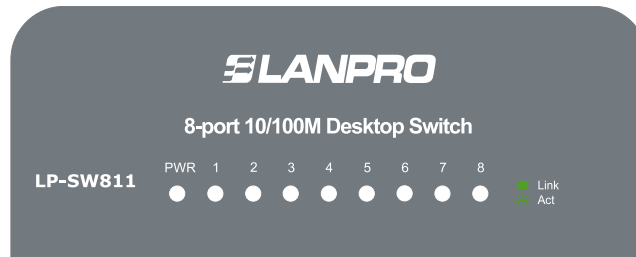 LANPRO
8-port 10/100M Desktop Switch
PWR 1 2 3 4 5 6 7 8
LP-SW811
Link
Act